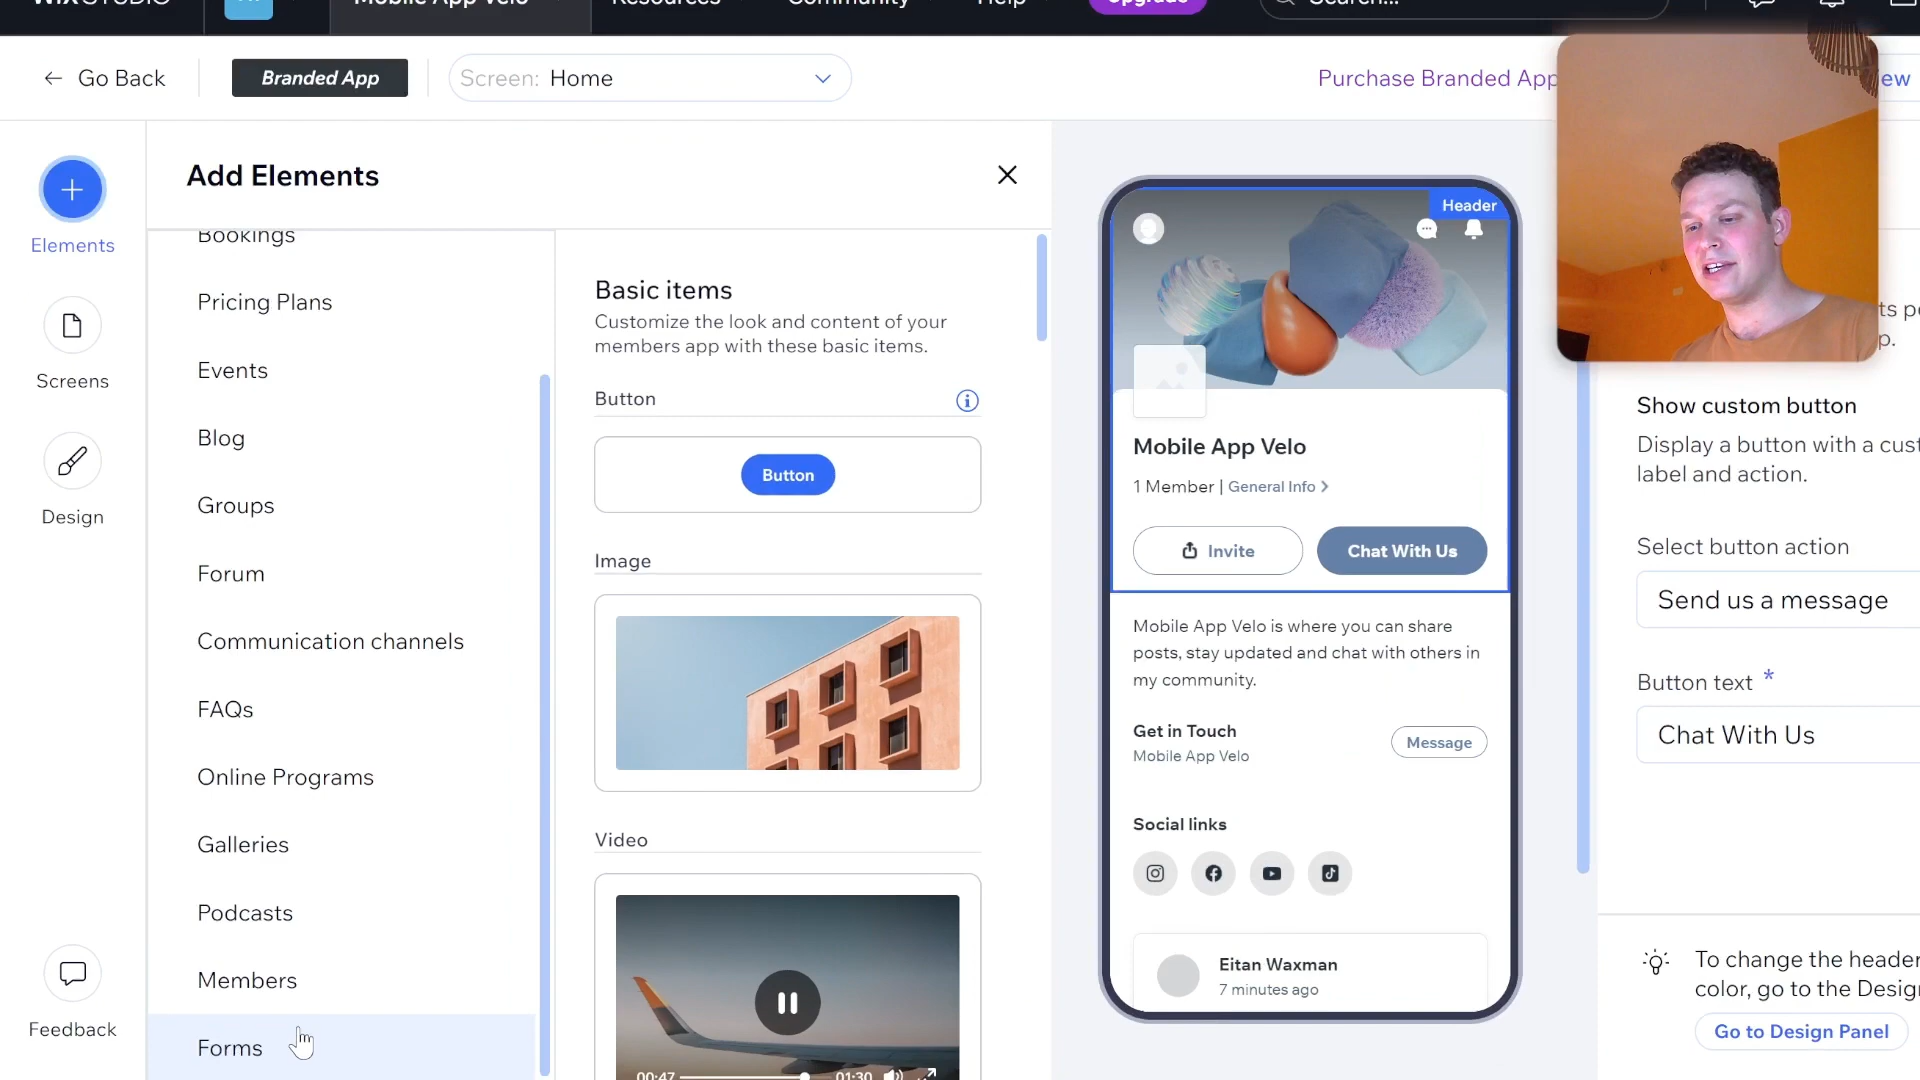 WIX STUDIO
Mobile App Velo
Resources
Community
Help
Upgrade
Search...
Go Back
Branded App
Screen: Home
Purchase Branded App
Add Elements
Elements
Screens
Design
Feedback
Bookings
Pricing Plans
Events
Blog
Groups
Forum
Communication channels
FAQs
Online Programs
Galleries
Podcasts
Members
Forms
Basic items
Customize the look and content of your
members app with these basic items.
Button
Button
Image
Video
00:47
01:30
Header
Mobile App Velo
1 Member | General Info >
Invite
Chat With Us
Mobile App Velo is where you can share
posts, stay updated and chat with others in
my community.
Get in Touch
Mobile App Velo
Message
Social links
Eitan Waxman
7 minutes ago
Show custom button
Display a button with a cust
label and action.
Select button action
Send us a message
Button text *
Chat With Us
To change the header
color, go to the Design
Go to Design Panel